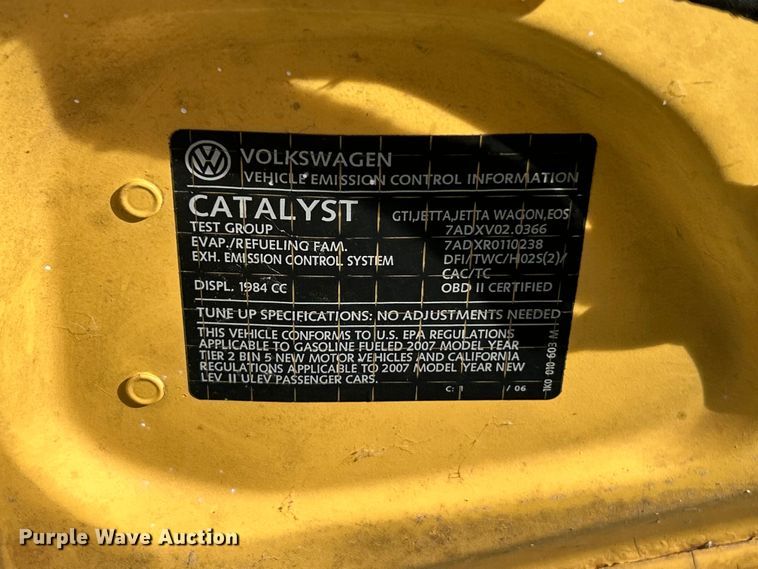 VOLKSWAGEN
VEHICLE EMISSION CONTROL INFORMATION
CATALYST GTI,JETTA,JETTA WAGON,EOS
TEST GROUP 7ADXV02.0366
EVAP./REFUELING FAM. 7ADXR0110238
EXH. EMISSION CONTROL SYSTEM DFI/TWC/H02S(2)/
CAC/TC
DISPL. 1984 CC OBD II CERTIFIED
TUNE UP SPECIFICATIONS: NO ADJUSTMENTS NEEDED
THIS VEHICLE CONFORMS TO U.S. EPA REGULATIONS
APPLICABLE TO GASOLINE FUELED 2007 MODEL YEAR
TIER 2 BIN 5 NEW MOTOR VEHICLES AND CALIFORNIA
REGULATIONS APPLICABLE TO 2007 MODEL YEAR NEW
LEV II ULEV PASSENGER CARS.
C: / 06
1K0 010 603 M
Purple Wave Auction